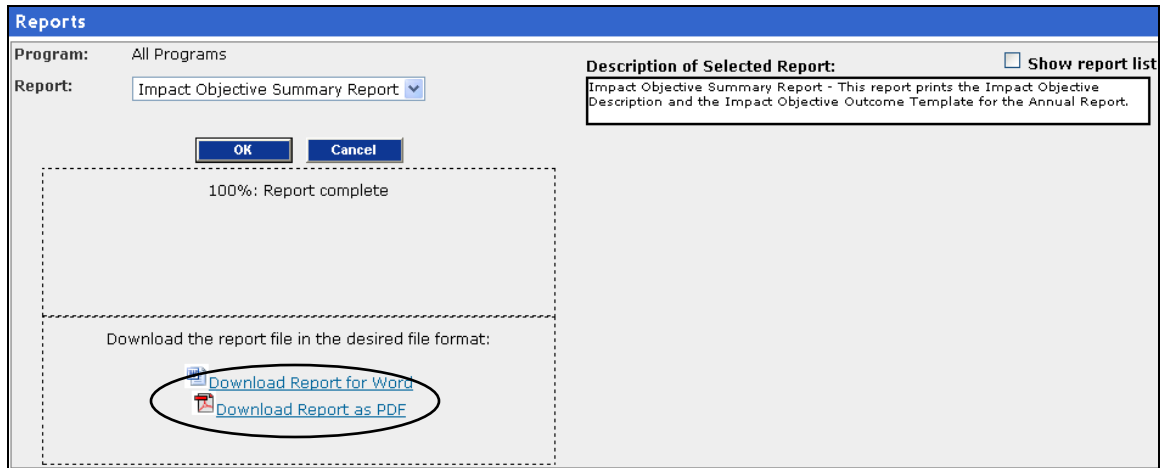 Reports
Program: All Programs
Report: Impact Objective Summary Report
Description of Selected Report:
Show report list
Impact Objective Summary Report - This report prints the Impact Objective
Description and the Impact Objective Outcome Template for the Annual Report.
OK Cancel
100%: Report complete
Download the report file in the desired file format:
Download Report for Word
Download Report as PDF